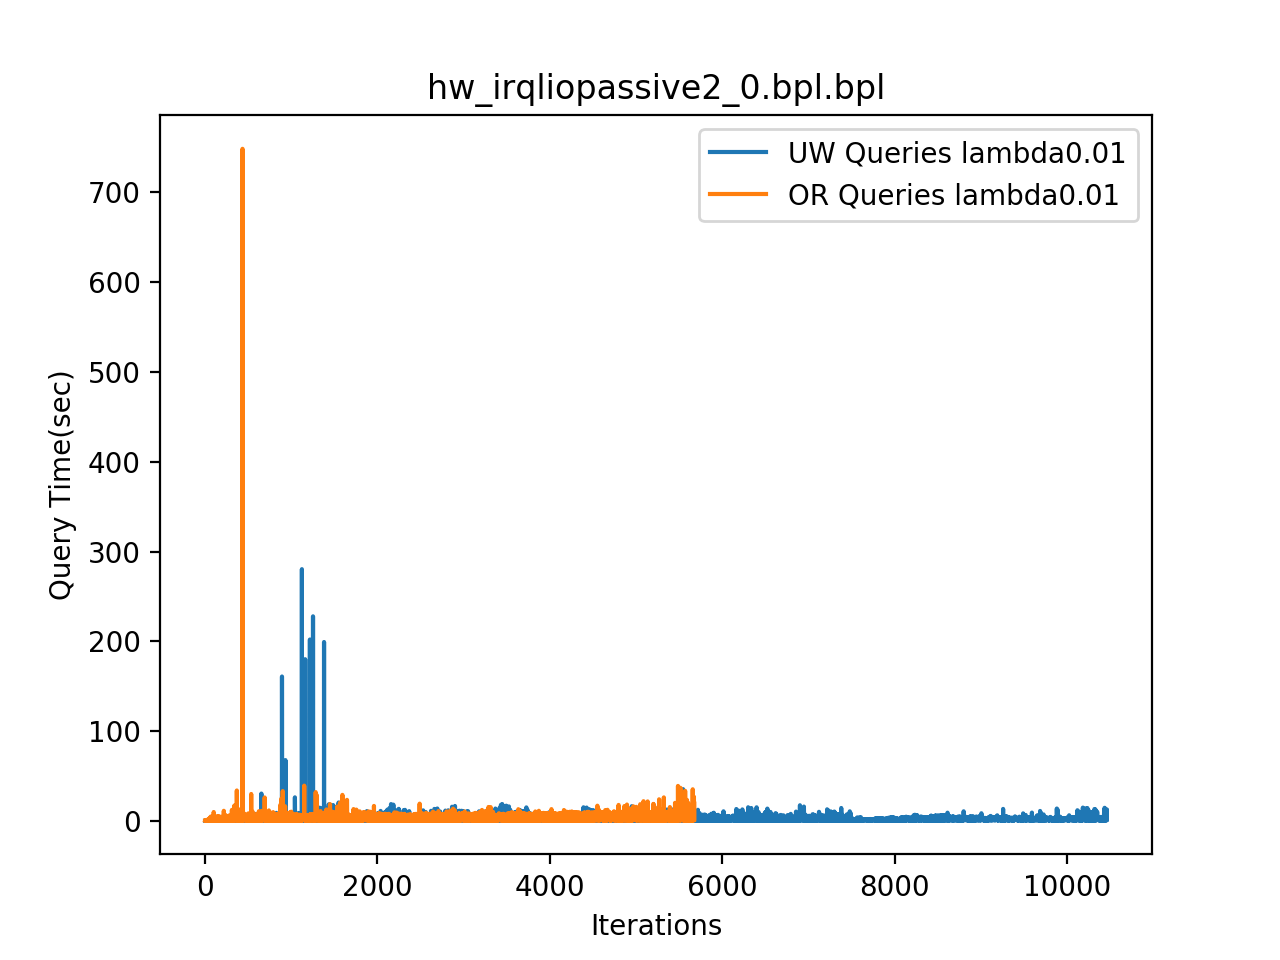 hw_irqliopassive2_0.bpl.bpl
UW Queries lambda0.01
OR Queries lambda0.01
Query Time(sec)
700
600
500
400
300
200
100
0
0 2000 4000 6000 8000 10000
Iterations